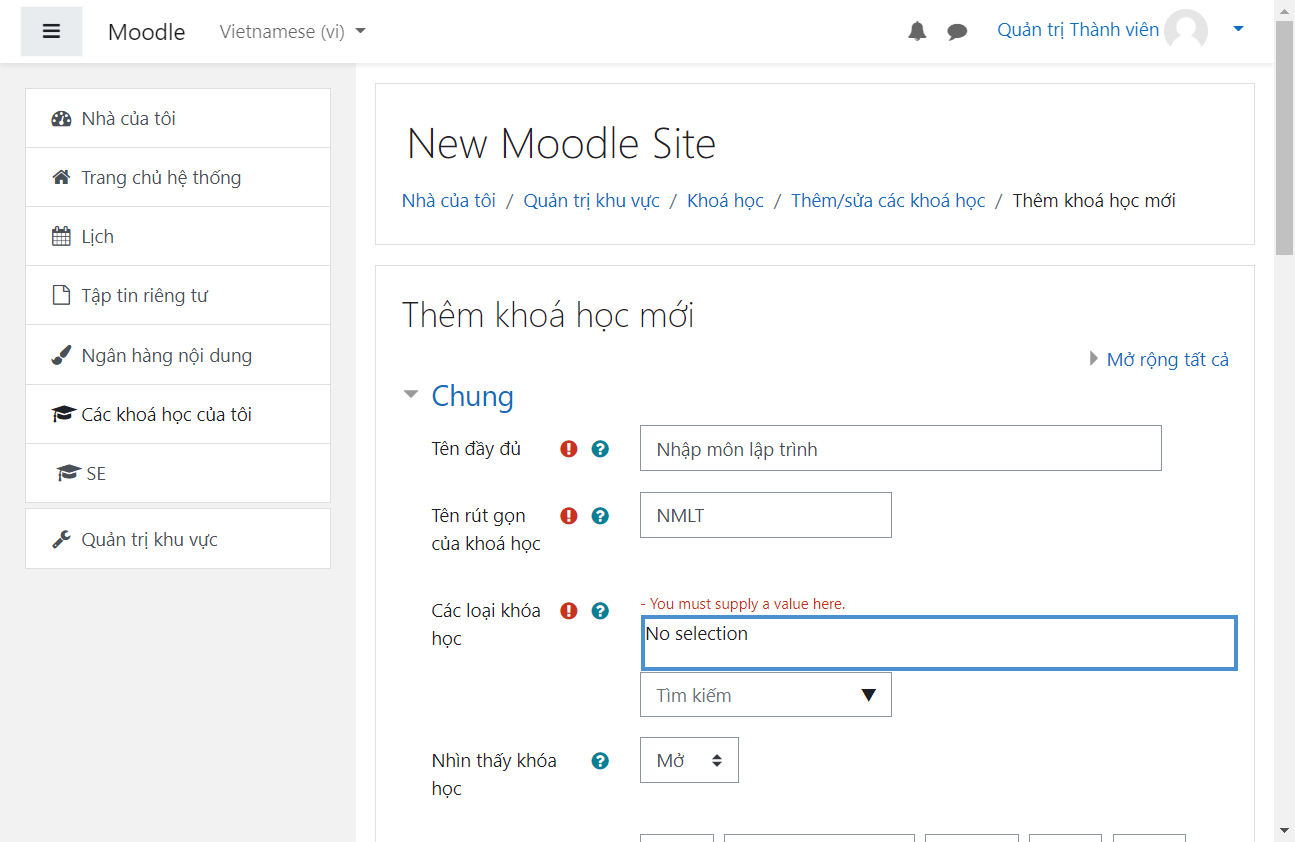 Moodle
Vietnamese (vi)
Quản trị Thành viên
Nhà của tôi
Trang chủ hệ thống
Lịch
Tập tin riêng tư
Ngân hàng nội dung
Các khoá học của tôi
SE
Quản trị khu vực
New Moodle Site
Nhà của tôi / Quản trị khu vực / Khoá học / Thêm/sửa các khoá học / Thêm khoá học mới
Thêm khoá học mới
Mở rộng tất cả
Chung
Tên đầy đủ
Nhập môn lập trình
Tên rút gọn
của khoá học
NMLT
Các loại khóa
học
- You must supply a value here.
No selection
Tìm kiếm
Nhìn thấy khóa
học
Mở